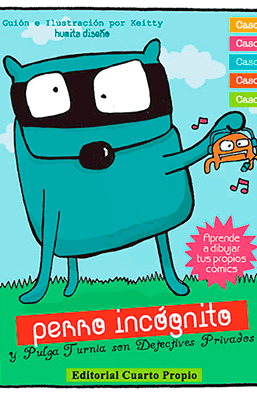 Guión e Ilustración por Keitty
humita diseño
Caso
Caso
Caso
Caso
Caso
Aprende
a dibujar
tus propios
cómics
perro incógnito
y Pulga Turnia son Detectives Privados
Editorial Cuarto Propio